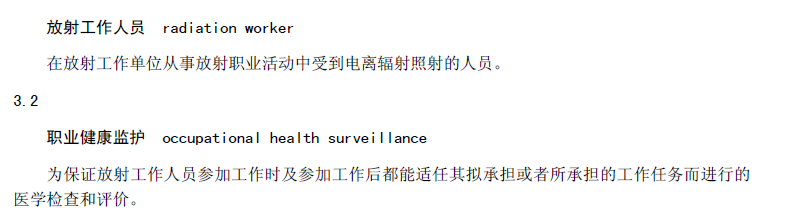 放射工作人员 radiation worker
在放射工作单位从事放射职业活动中受到电离辐射照射的人员。
3.2
职业健康监护 occupational health surveillance
为保证放射工作人员参加工作时及参加工作后都能适任其拟承担或者所承担的工作任务而进行的
医学检查和评价。